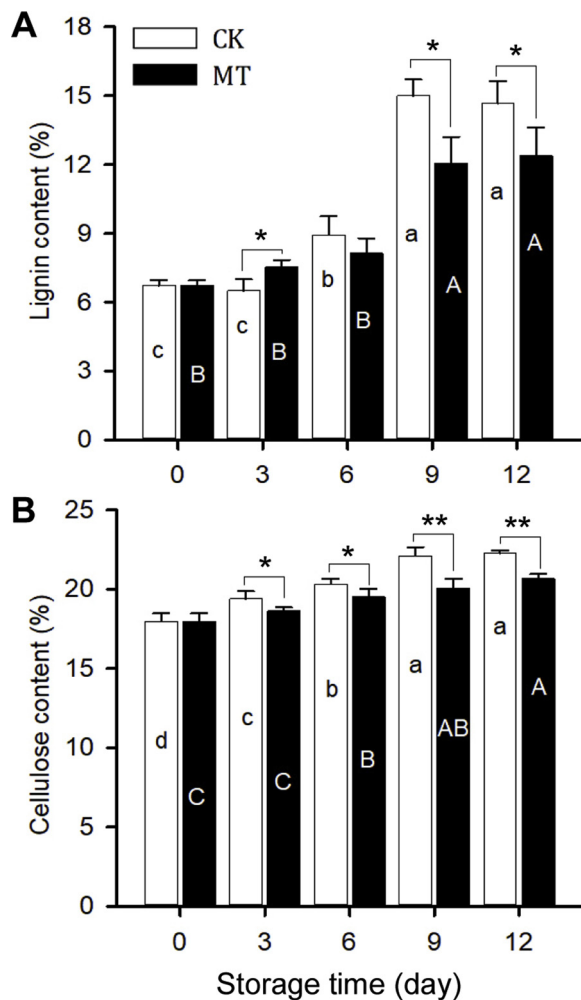 A
Lignin content (%)
18
15
12
9
6
3
0
CK
MT
*
*
*
c
B
c
B
b
B
a
A
a
A
0
3
6
9
12
B
Cellulose content (%)
25
20
15
10
5
0
*
*
**
**
d
C
c
C
b
B
a
AB
a
A
0
3
6
9
12
Storage time (day)